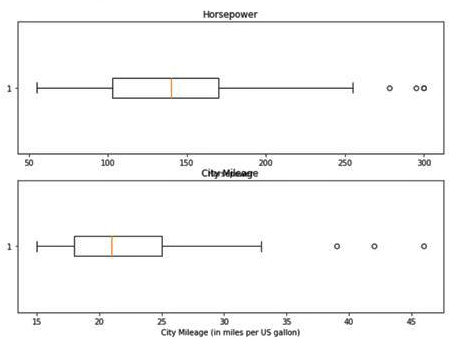 Horsepower
1
50 100 150 200 250 300
City Mileage
1
15 20 25 30 35 40 45
City Mileage (in miles per US gallon)